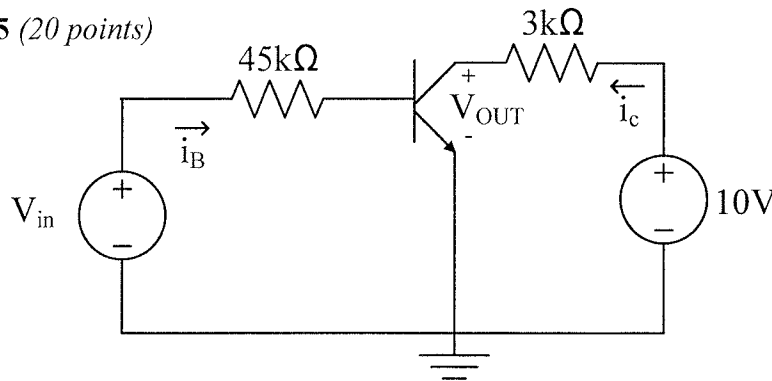 5 (20 points)
45kΩ
3kΩ
+
V_OUT
-
i_B
i_c
V_in
+
−
+
−
10V